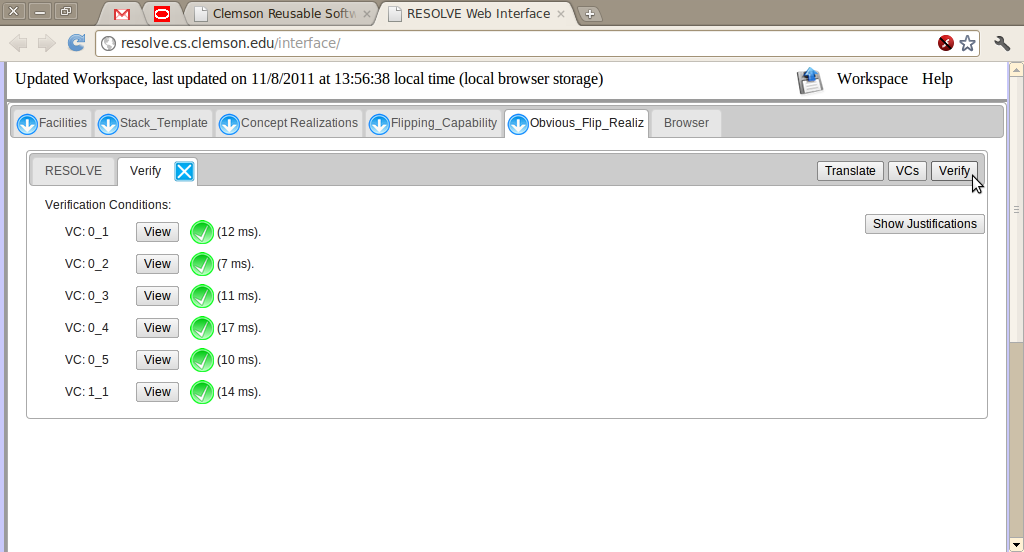 Clemson Reusable Softw
RESOLVE Web Interface
resolve.cs.clemson.edu/interface/
Updated Workspace, last updated on 11/8/2011 at 13:56:38 local time (local browser storage)
Workspace Help
Facilities Stack_Template Concept Realizations Flipping_Capability Obvious_Flip_Realiz Browser
RESOLVE Verify Translate VCs Verify
Verification Conditions:
Show Justifications
VC: 0_1 View (12 ms).
VC: 0_2 View (7 ms).
VC: 0_3 View (11 ms).
VC: 0_4 View (17 ms).
VC: 0_5 View (10 ms).
VC: 1_1 View (14 ms).